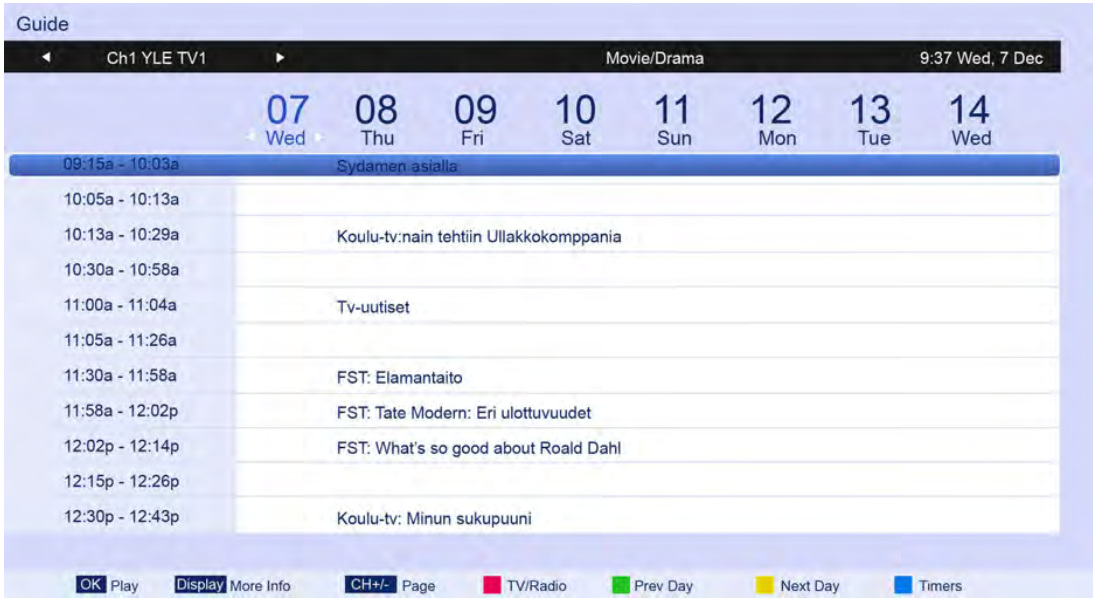 Guide
Ch1 YLE TV1 Movie/Drama 9:37 Wed, 7 Dec
07 08 09 10 11 12 13 14
Wed Thu Fri Sat Sun Mon Tue Wed
09:15a - 10:03a Sydamen asialla
10:05a - 10:13a
10:13a - 10:29a Koulu-tv:nain tehtiin Ullakkokomppania
10:30a - 10:58a
11:00a - 11:04a Tv-uutiset
11:05a - 11:26a
11:30a - 11:58a FST: Elamantaito
11:58a - 12:02p FST: Tate Modern: Eri ulottuvuudet
12:02p - 12:14p FST: What's so good about Roald Dahl
12:15p - 12:26p
12:30p - 12:43p Koulu-tv: Minun sukupuuni
OK Play Display More Info CH+/- Page TV/Radio Prev Day Next Day Timers